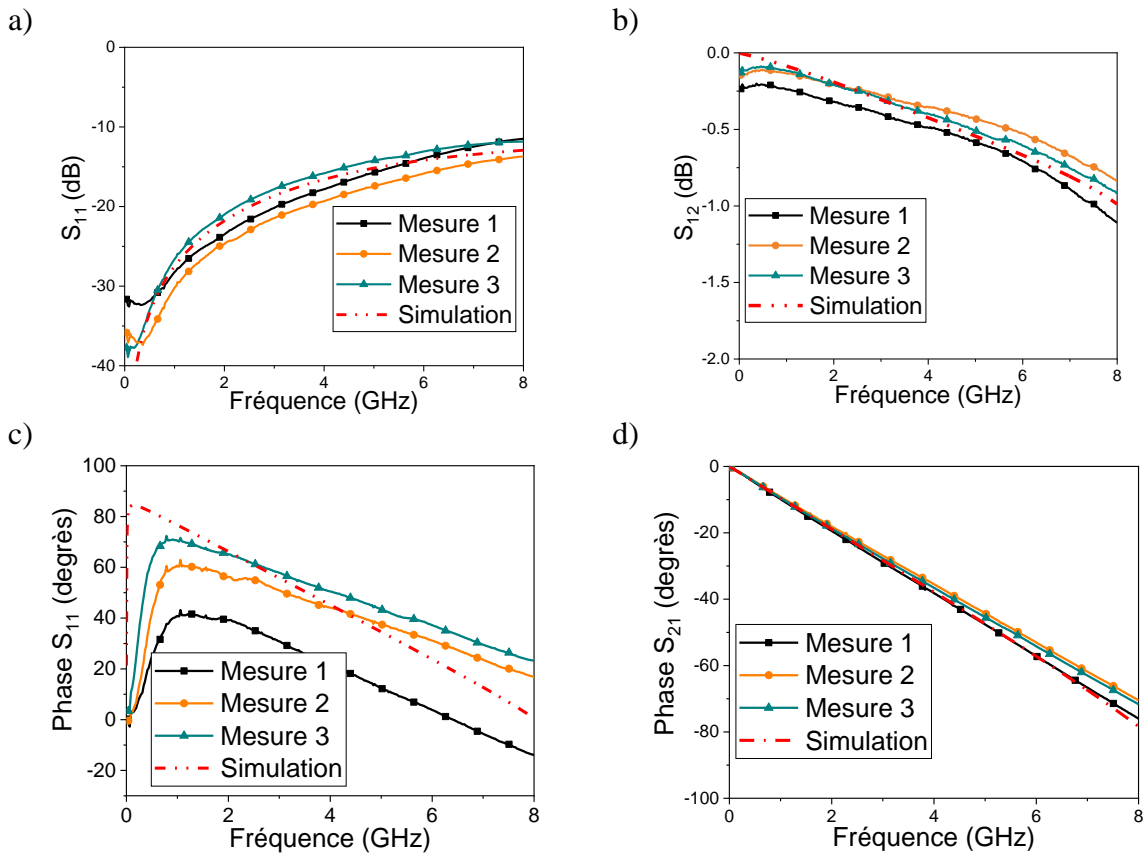 a)
0
-10
-20
-30
-40
S11 (dB)
Mesure 1
Mesure 2
Mesure 3
Simulation
0 2 4 6 8
Fréquence (GHz)
b)
0.0
-0.5
-1.0
-1.5
-2.0
S12 (dB)
Mesure 1
Mesure 2
Mesure 3
Simulation
0 2 4 6 8
Fréquence (GHz)
c)
100
80
60
40
20
0
-20
Phase S11 (degrès)
Mesure 1
Mesure 2
Mesure 3
Simulation
0 2 4 6 8
Fréquence (GHz)
d)
0
-20
-40
-60
-80
-100
Phase S21 (degrès)
Mesure 1
Mesure 2
Mesure 3
Simulation
0 2 4 6 8
Fréquence (GHz)